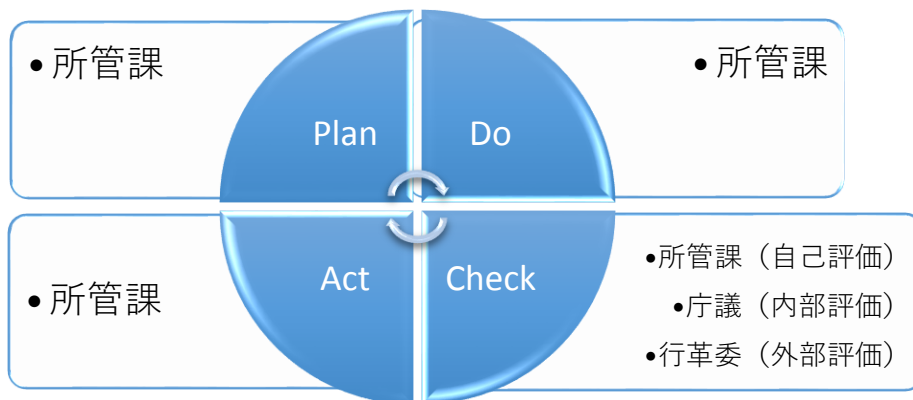 •所管課
Plan
Do
•所管課
•所管課
Act
Check
•所管課（自己評価）
•庁議（内部評価）
•行革委（外部評価）